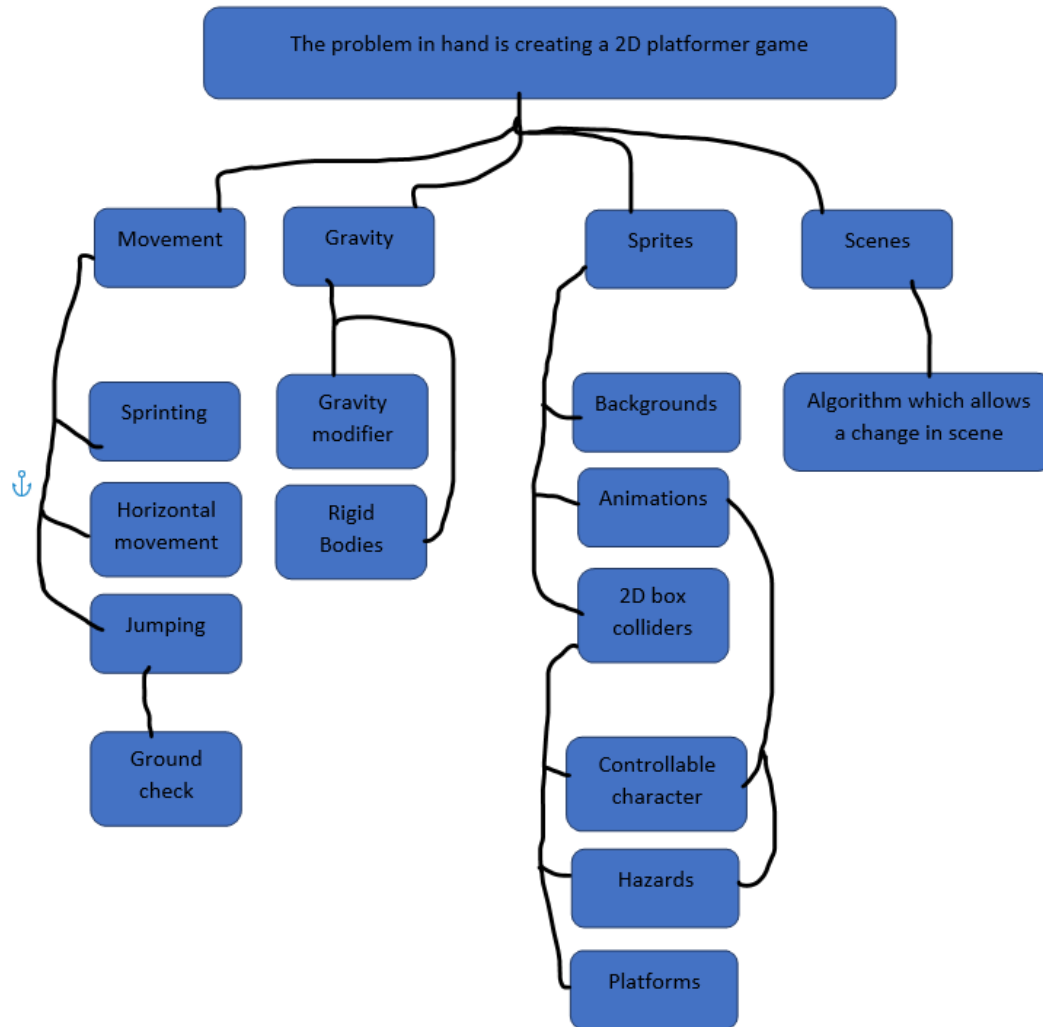 The problem in hand is creating a 2D platformer game
Movement
Gravity
Sprites
Scenes
Sprinting
Horizontal
movement
Jumping
Ground
check
Gravity
modifier
Rigid
Bodies
Backgrounds
Animations
2D box
colliders
Controllable
character
Hazards
Platforms
Algorithm which allows
a change in scene